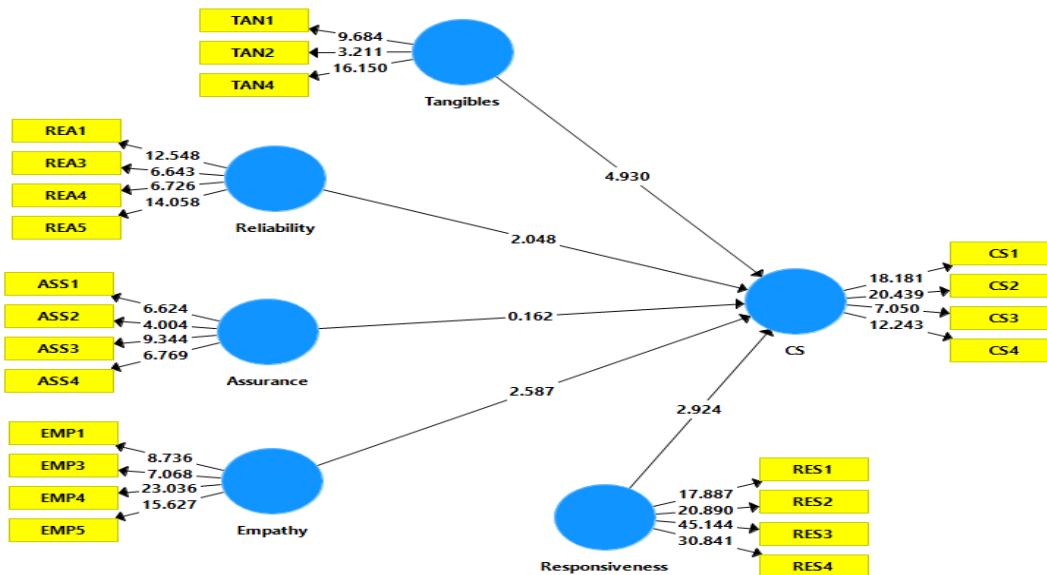 TAN1
9.684
TAN2
3.211
TAN4
16.150
Tangibles
REA1
12.548
REA3
6.643
REA4
6.726
REA5
14.058
Reliability
4.930
2.048
ASS1
6.624
ASS2
4.004
ASS3
9.344
ASS4
6.769
Assurance
0.162
CS1
18.181
CS2
20.439
CS3
7.050
CS4
12.243
CS
EMP1
8.736
EMP3
7.068
EMP4
23.036
EMP5
15.627
Empathy
2.587
2.924
RES1
17.887
RES2
20.890
RES3
45.144
RES4
30.841
Responsiveness